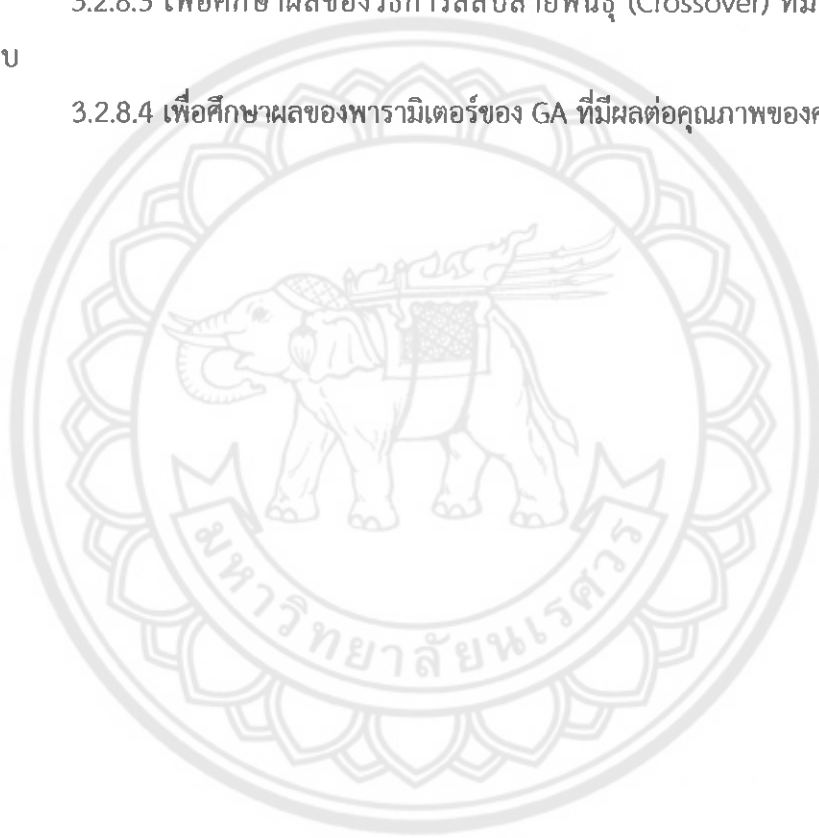 3.2.8.3 เพื่อศึกษาผลของวิธีการสลับสายพันธุ์ (Crossover) ที่มี
บ
3.2.8.4 เพื่อศึกษาผลของพารามิเตอร์ของ GA ที่มีผลต่อคุณภาพของค
มหาวิทยาลัยนเรศวร